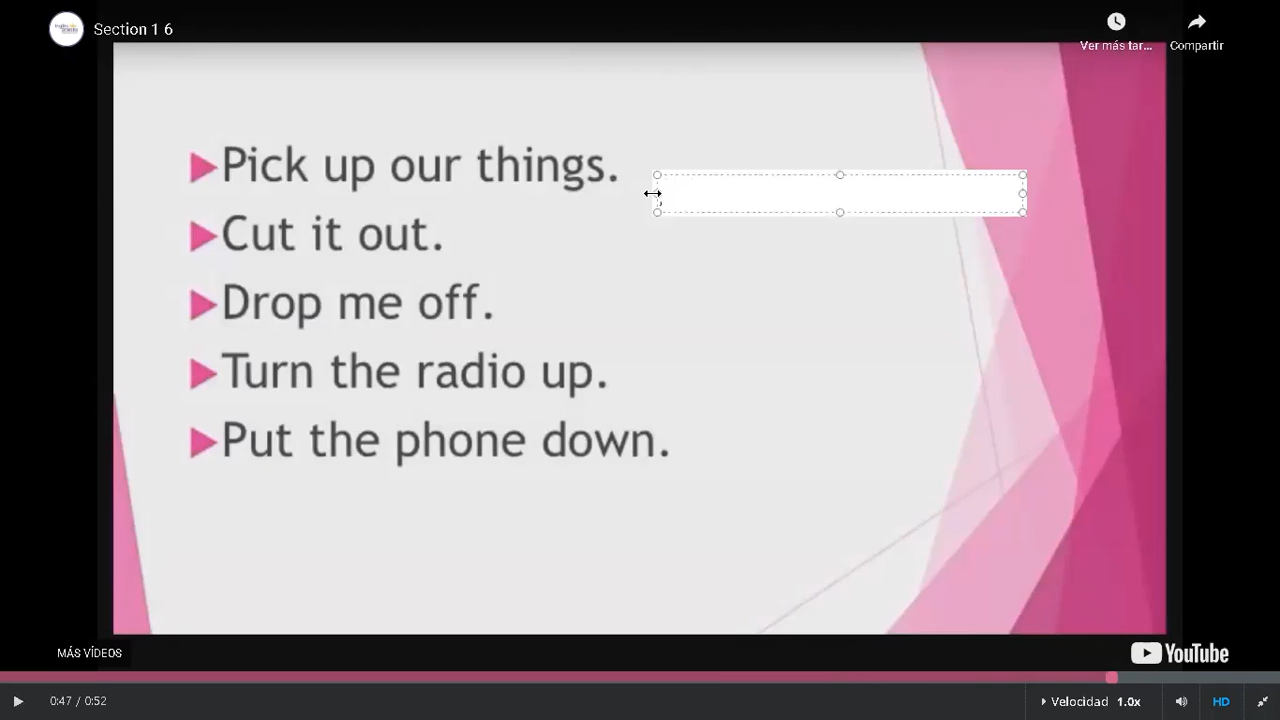 Section 1 6
Ver más tar...
Compartir
Pick up our things.
Cut it out.
Drop me off.
Turn the radio up.
Put the phone down.
MÁS VÍDEOS
YouTube
0:47 / 0:52
Velocidad 1.0x
HD